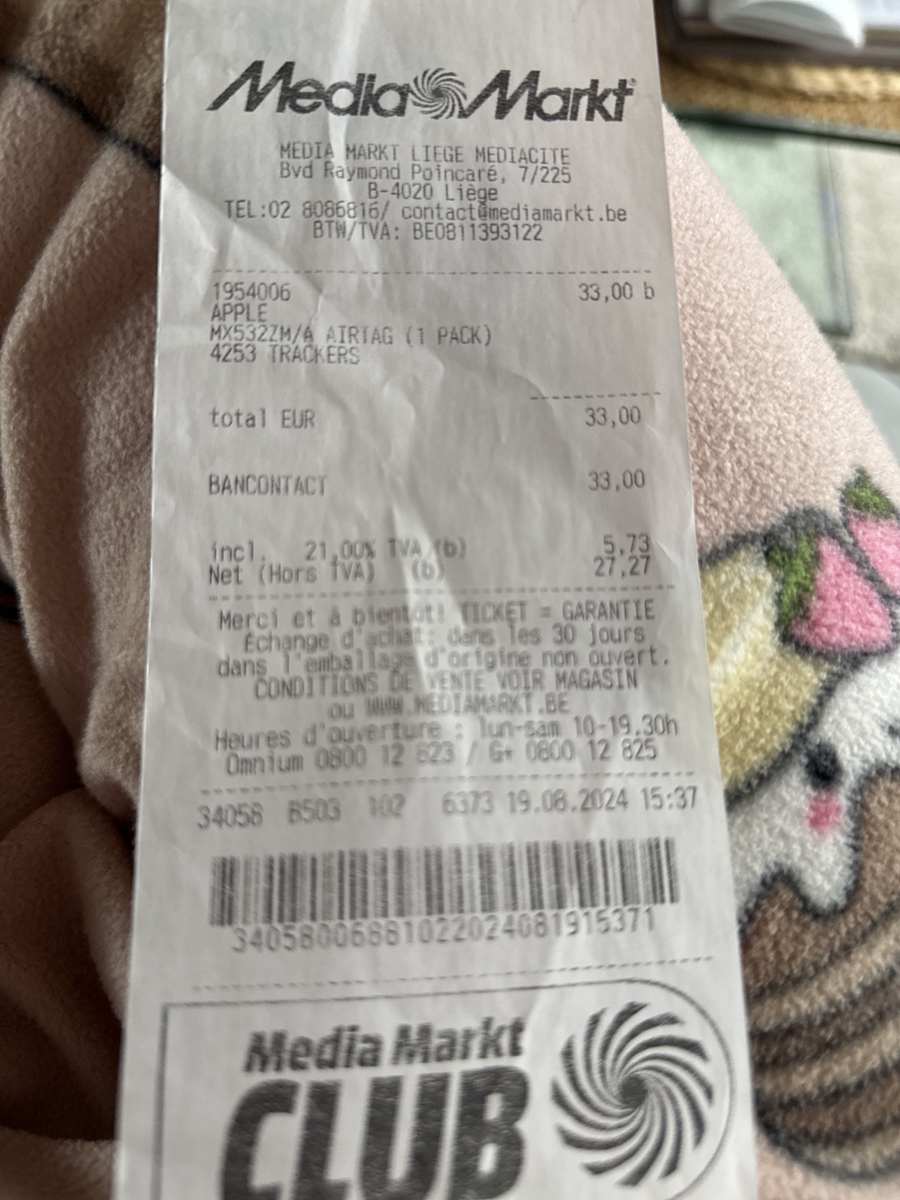 Media Markt
MEDIA MARKT LIEGE MEDIACITE
Bvd Raymond Poincaré, 7/225
B-4020 Liège
TEL:02 8086816/ contact@mediamarkt.be
BTW/TVA: BE0811393122
1954006 33,00 b
APPLE
MX532ZM/A AIRTAG (1 PACK)
4253 TRACKERS
total EUR 33,00
BANCONTACT 33,00
incl. 21,00% TVA (b) 5,73
Net (Hors TVA) (b) 27,27
Merci et à bientôt! TICKET = GARANTIE
Échange d'achat: dans les 30 jours
dans l'emballage d'origine non ouvert.
CONDITIONS DE VENTE VOIR MAGASIN
ou WWW.MEDIAMARKT.BE
Heures d'ouverture : lun-sam 10-19.30h
Omnium 0800 12 823 / G+ 0800 12 825
34058 B503 102 6373 19.08.2024 15:37
34058006881022024081915371
Media Markt
CLUB